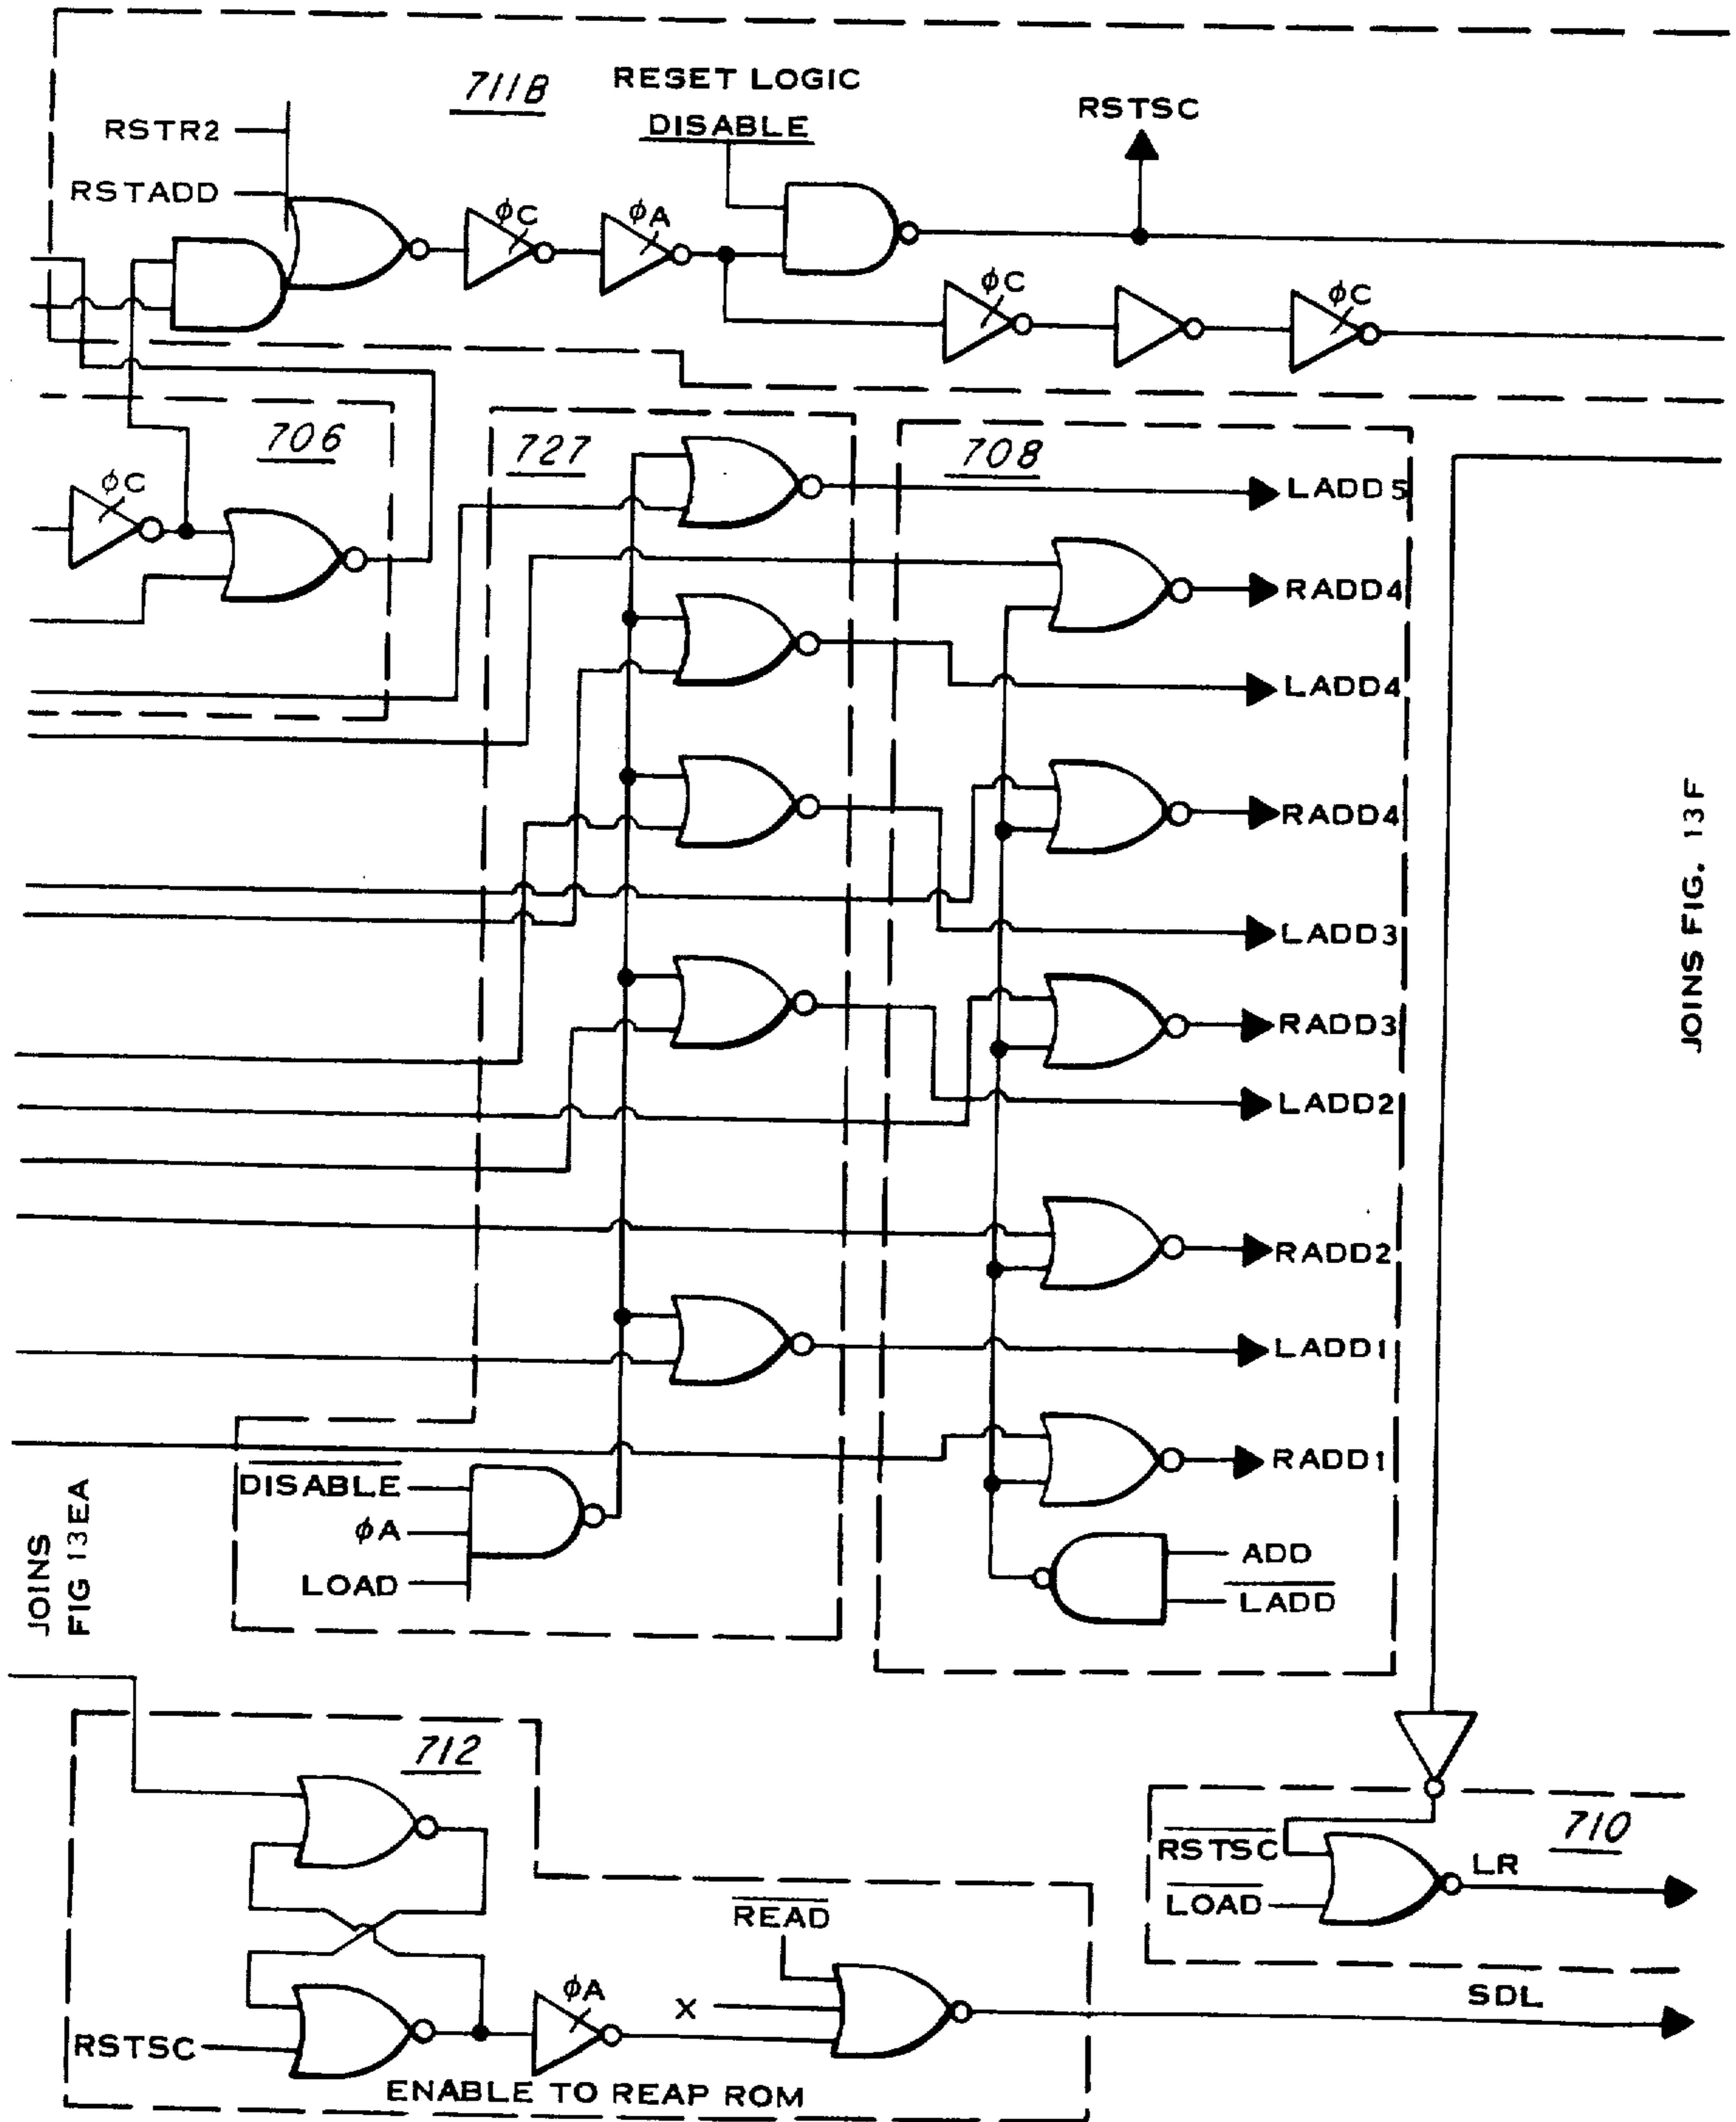 711B
RESET LOGIC
DISABLE
RSTSC
RSTR2
RSTADD
ϕC
ϕA
ϕC
ϕC
706
727
708
ϕC
LADD5
RADD4
LADD4
RADD4
LADD3
RADD3
LADD2
RADD2
LADD1
RADD1
JOINS FIG. 13F
DISABLE
ϕA
LOAD
ADD
LADD
JOINS
FIG 13EA
712
710
RSTSC
LOAD
LR
READ
ϕA
X
SDL
RSTSC
ENABLE TO REAP ROM